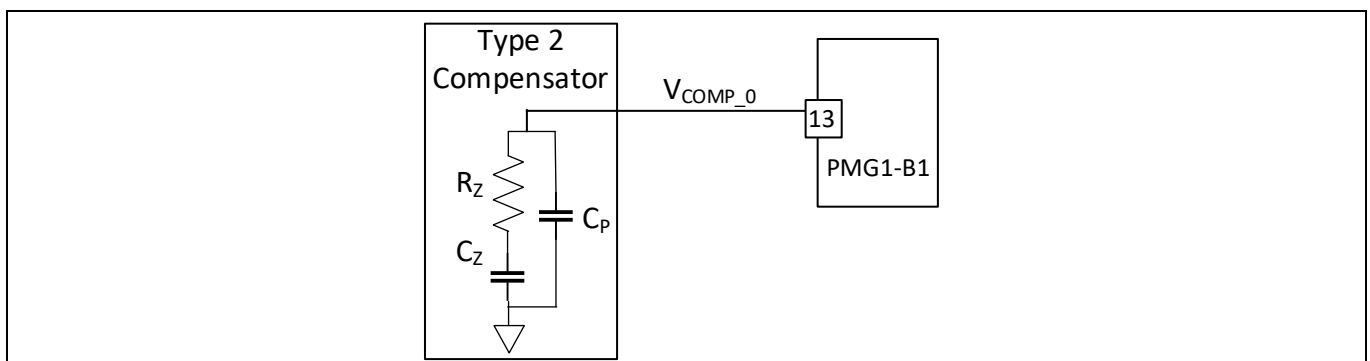 Type 2
Compensator
V_COMP_0
13
PMG1-B1
R_Z
C_P
C_Z